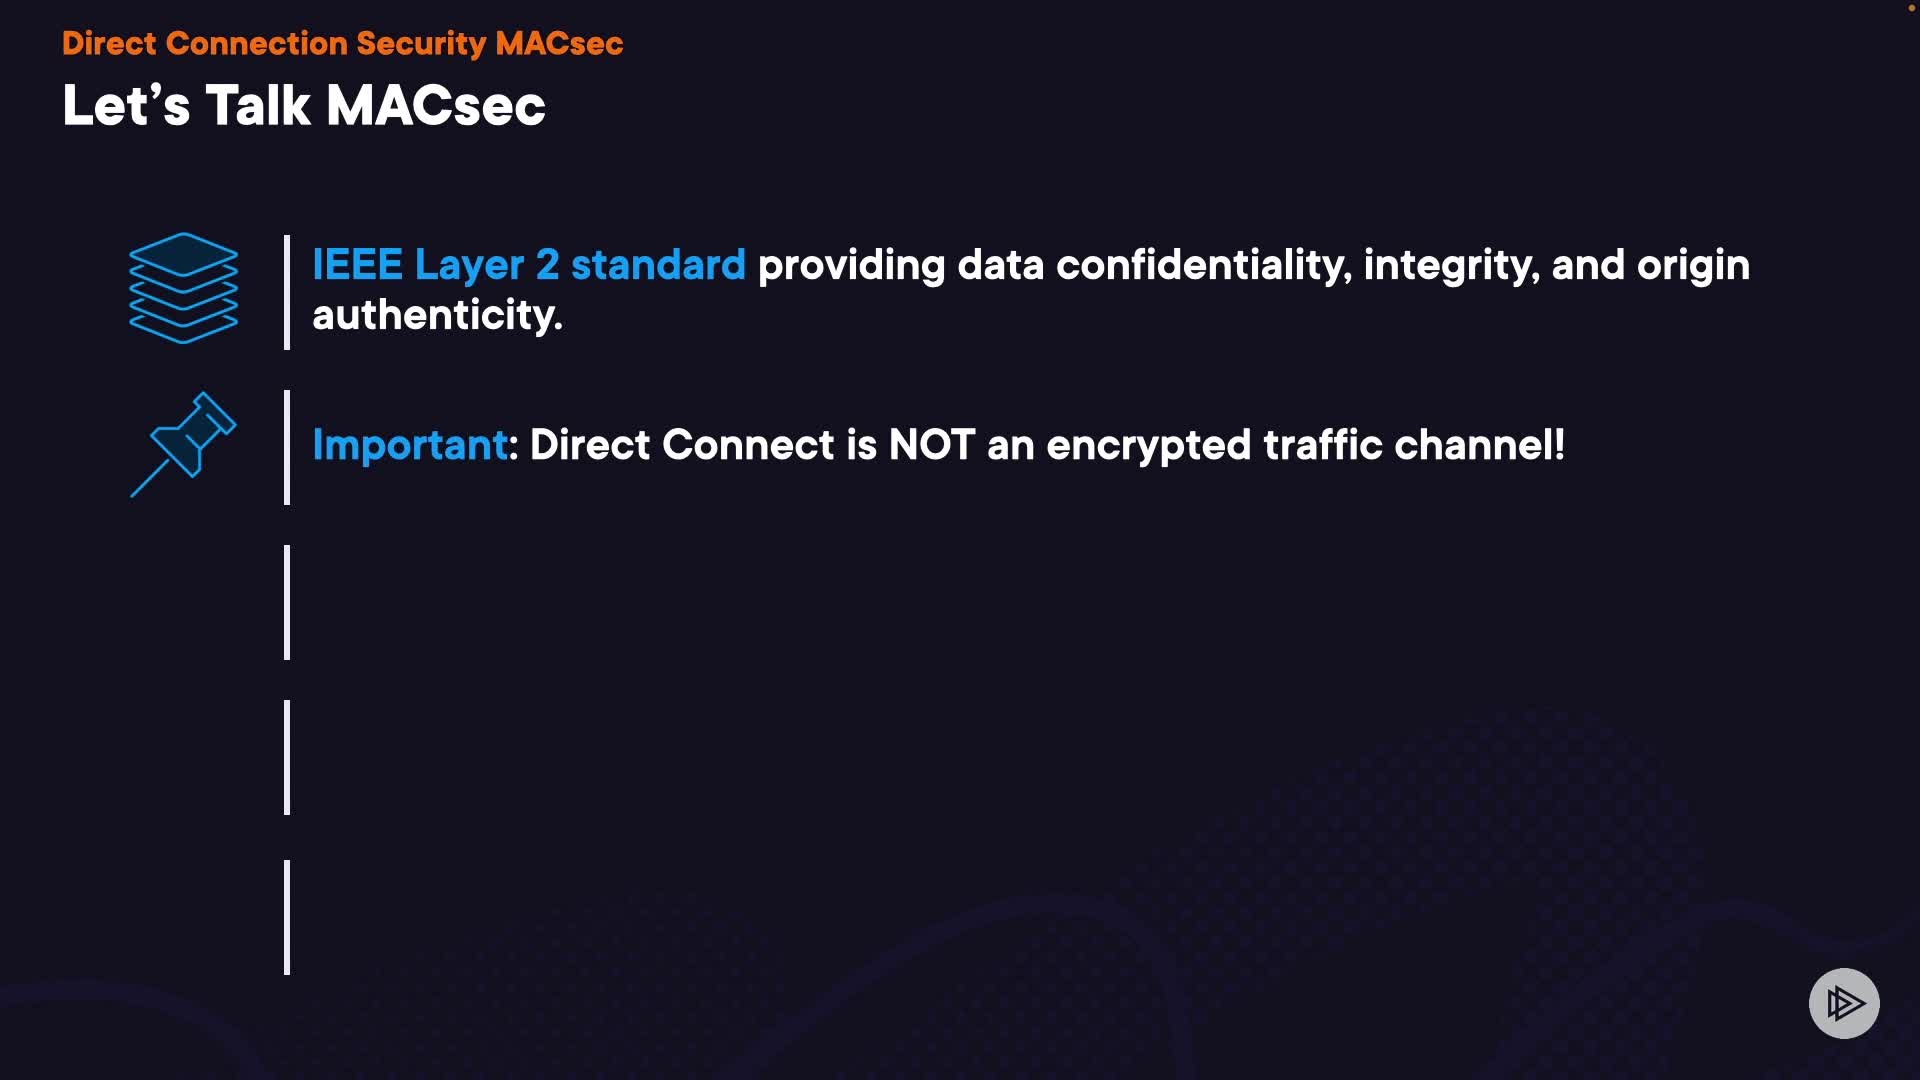 Direct Connection Security MACsec
Let’s Talk MACsec
IEEE Layer 2 standard providing data confidentiality, integrity, and origin
authenticity.
Important: Direct Connect is NOT an encrypted traffic channel!